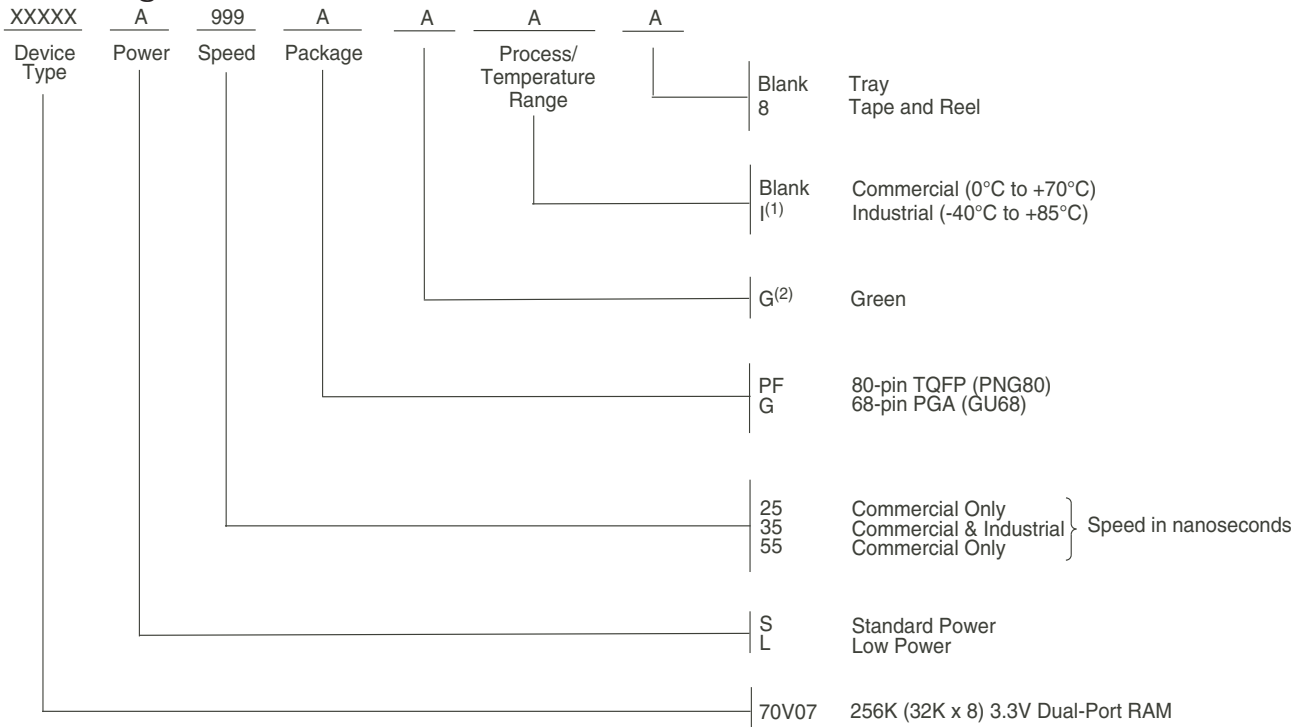 XXXXX A 999 A A A A
Device Type
Power
Speed
Package
Process/
Temperature
Range
Blank Tray
8 Tape and Reel
Blank Commercial (0°C to +70°C)
I(1) Industrial (-40°C to +85°C)
G(2) Green
PF 80-pin TQFP (PNG80)
G 68-pin PGA (GU68)
25 Commercial Only
35 Commercial & Industrial
55 Commercial Only
Speed in nanoseconds
S Standard Power
L Low Power
70V07 256K (32K x 8) 3.3V Dual-Port RAM